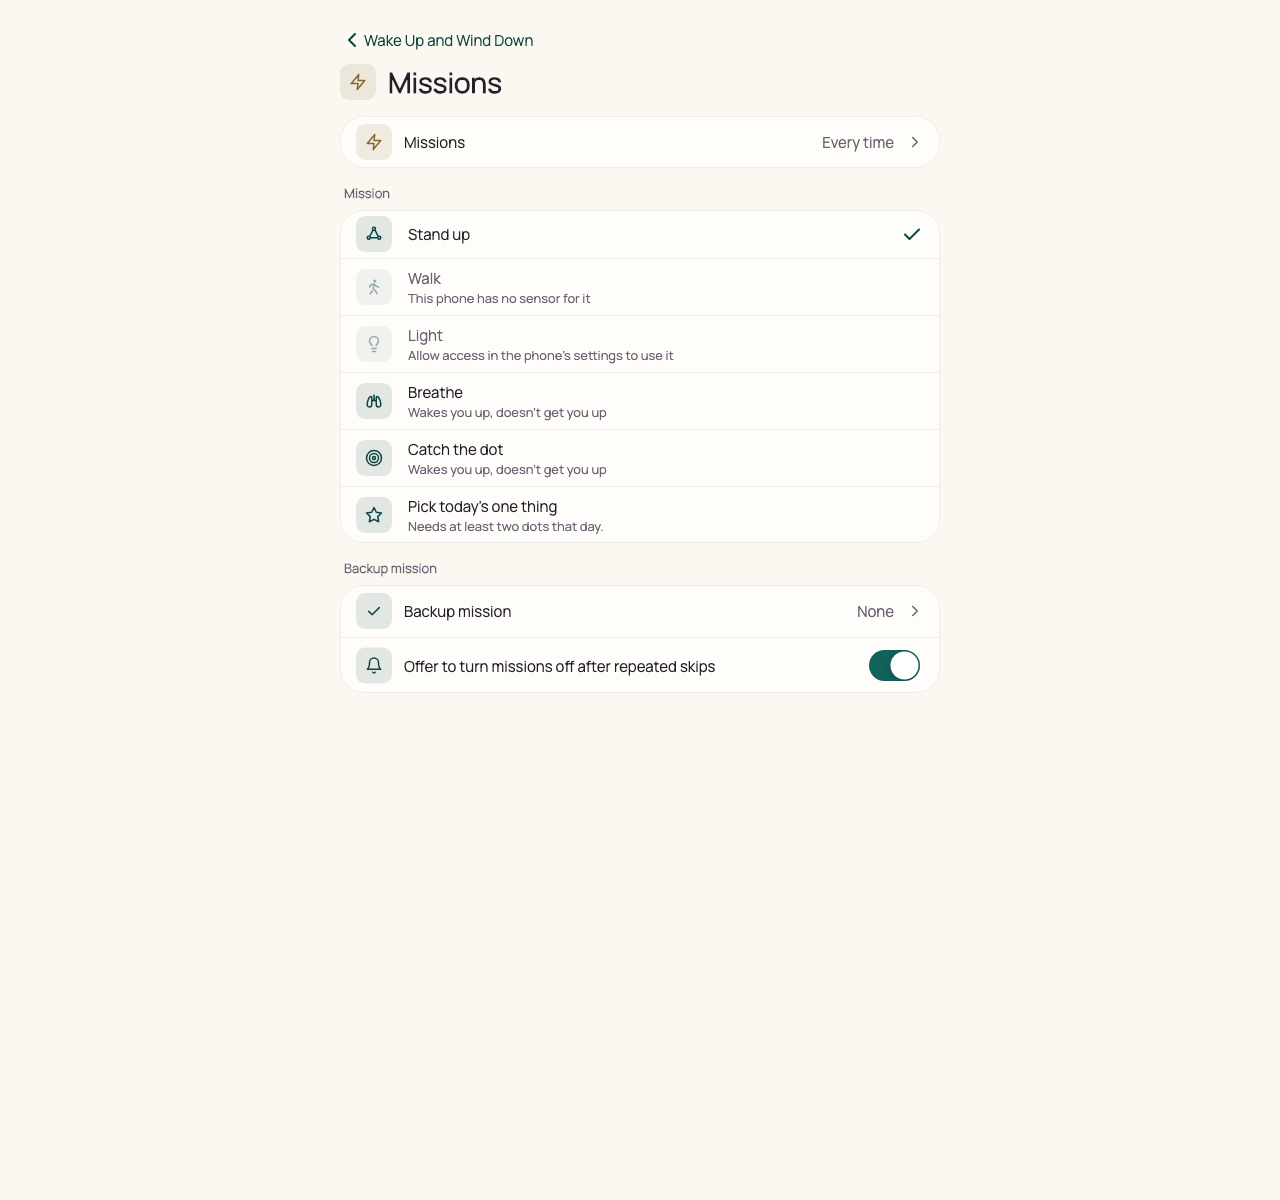 Wake Up and Wind Down
Missions
Missions
Every time
Mission
Stand up
Walk
This phone has no sensor for it
Light
Allow access in the phone's settings to use it
Breathe
Wakes you up, doesn't get you up
Catch the dot
Wakes you up, doesn't get you up
Pick today's one thing
Needs at least two dots that day.
Backup mission
Backup mission
None
Offer to turn missions off after repeated skips